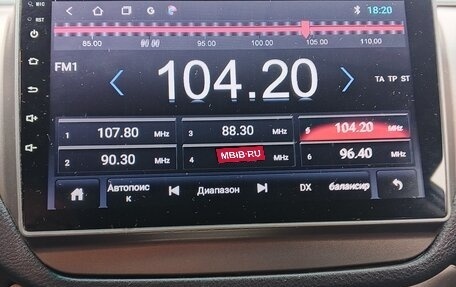 MIC
18:20
RST
85.00 95.00 105.00 110.00
FM1
104.20
TA TP ST
1 107.80 MHz 3 88.30 MHz 5 104.20 MHz
2 90.30 MHz 4 MBIB.RU MHz 6 96.40 MHz
Автопоис
к
Диапазон
DX
балансир